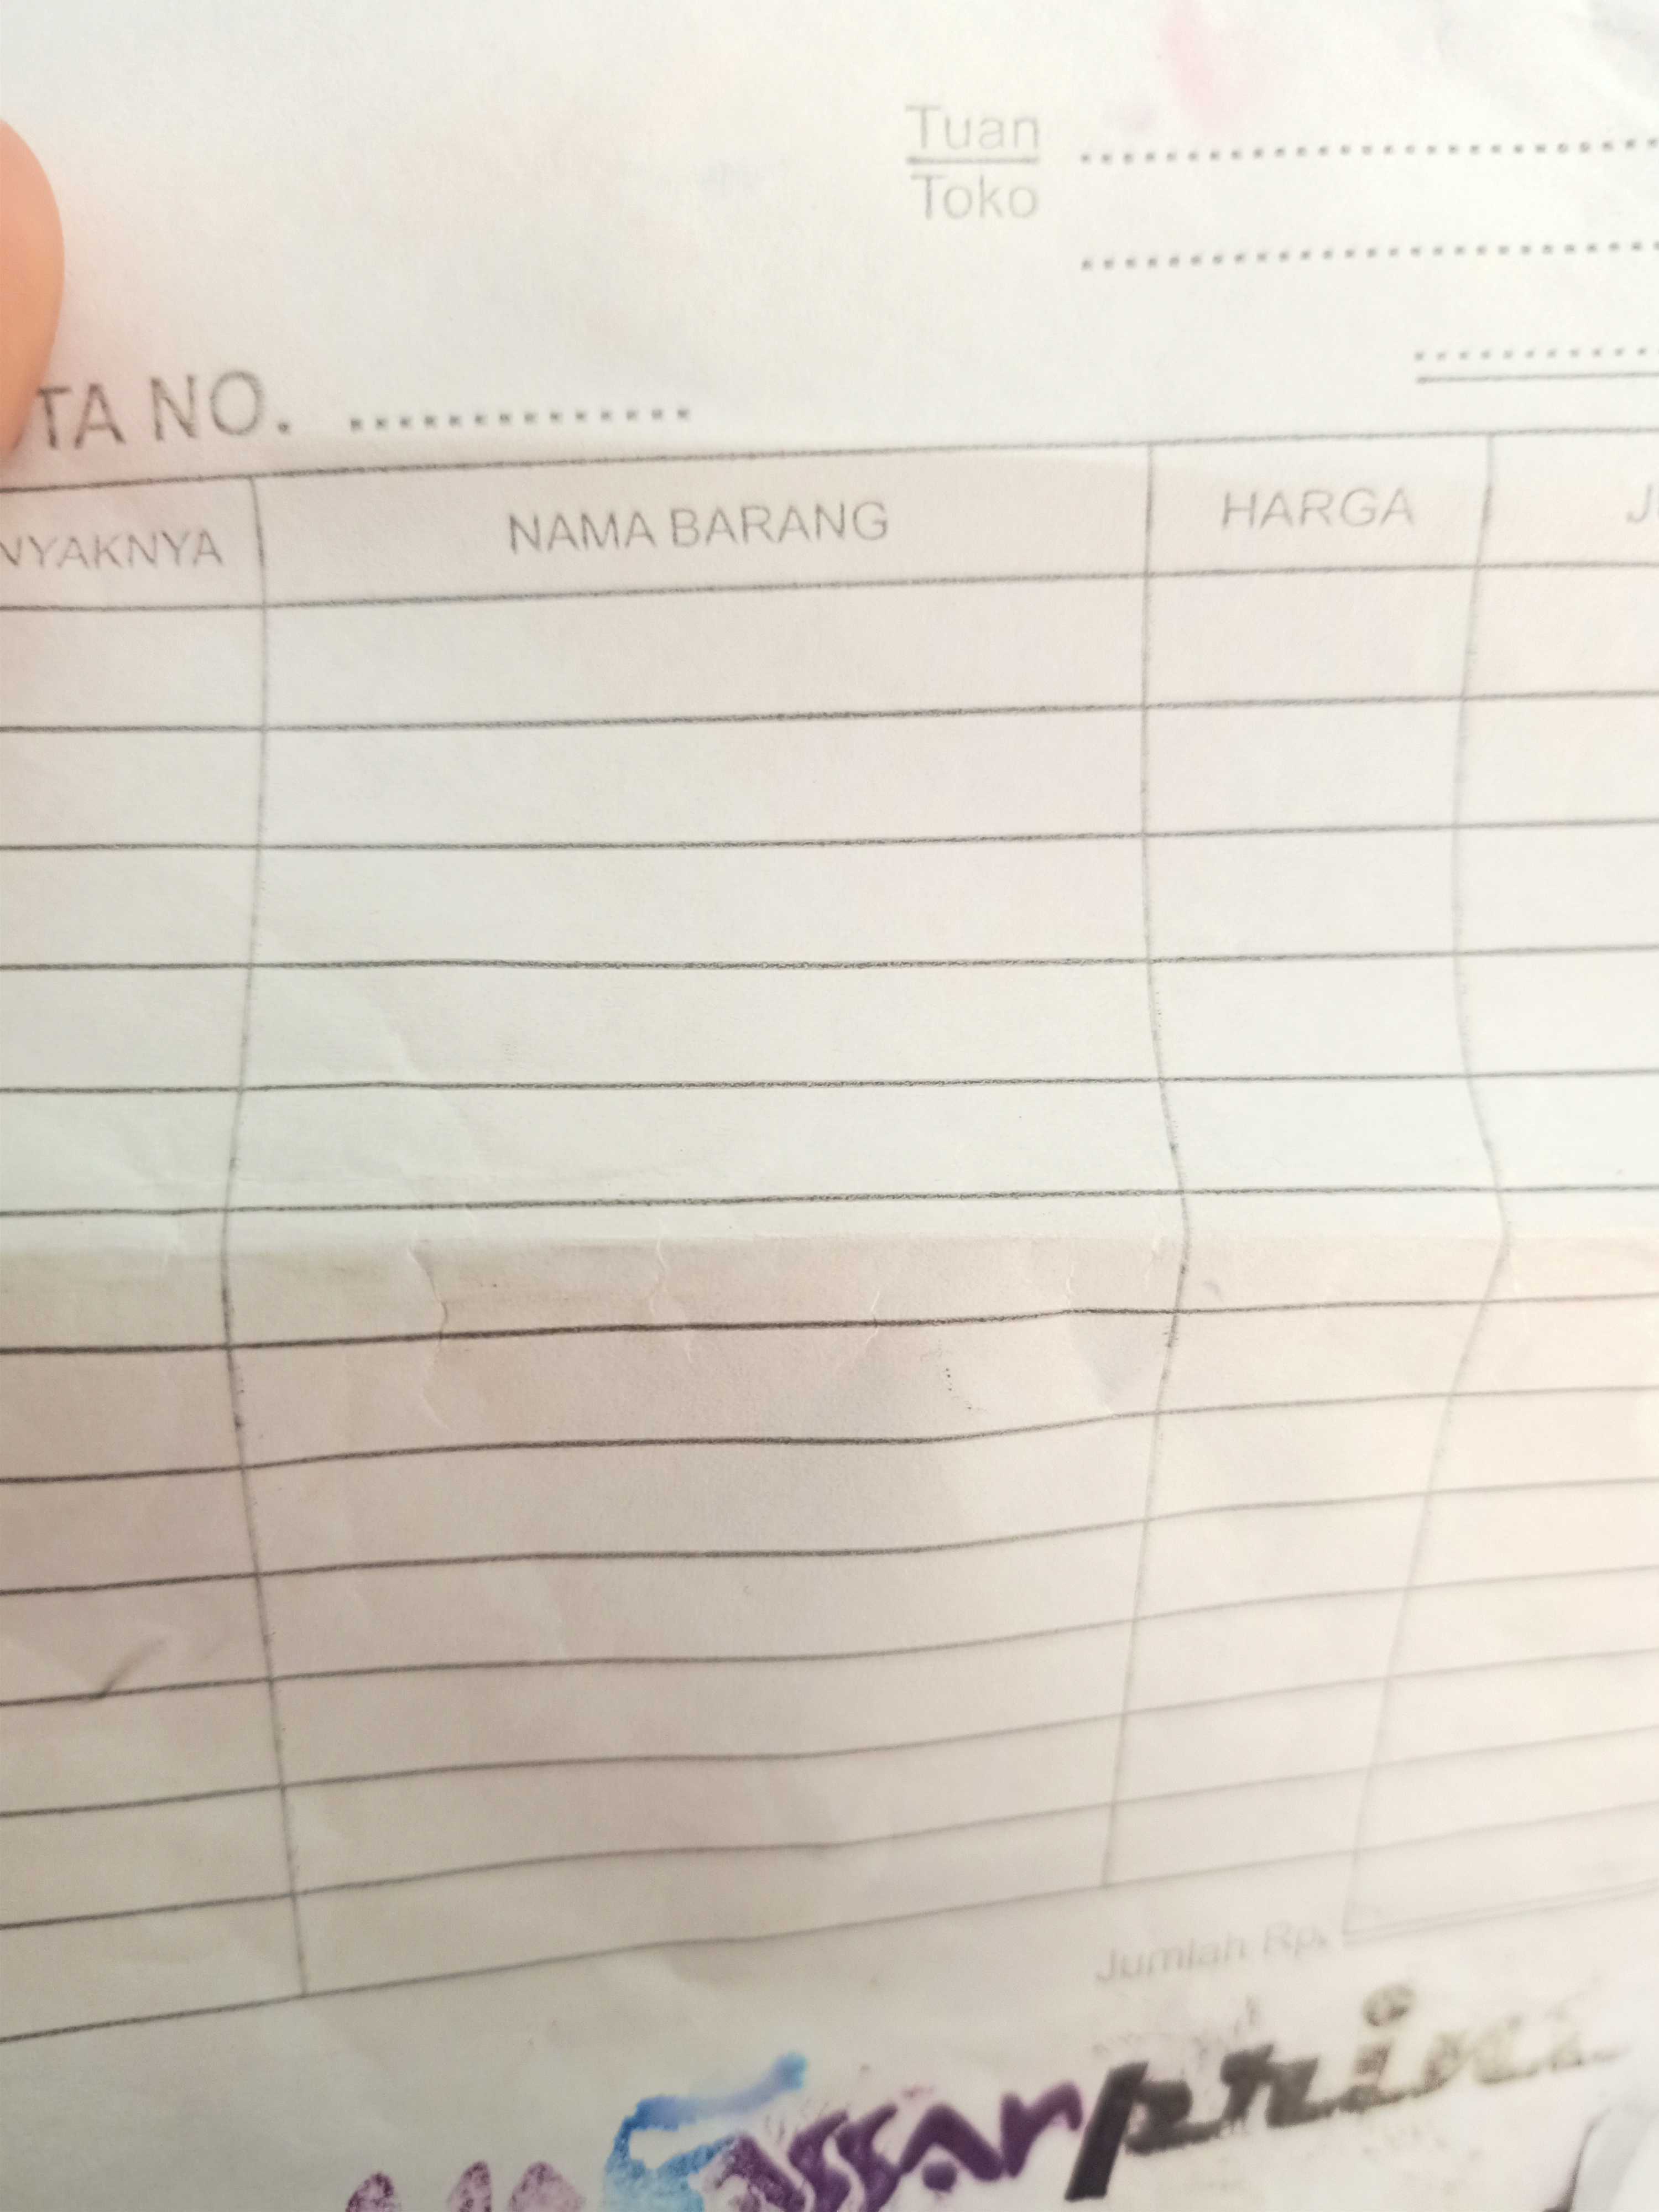 Tuan
Toko
TA NO. ..............
NYAKNYA NAMA BARANG HARGA J
Jumlah Rp.